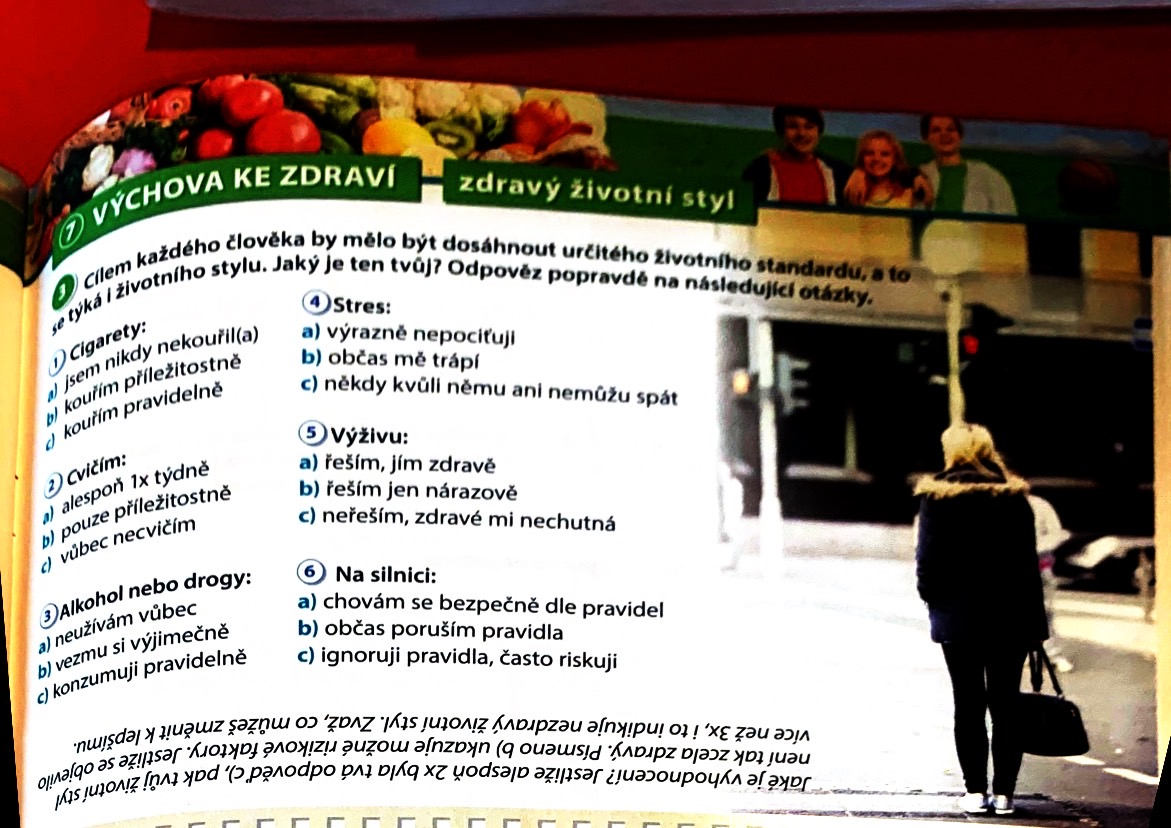 7 VÝCHOVA KE ZDRAVÍ
zdravý životní styl
3 Cílem každého člověka by mělo být dosáhnout určitého životního standardu, a to
se týká i životního stylu. Jaký je ten tvůj? Odpověz popravdě na následující otázky.
1 Cigarety:
a) jsem nikdy nekouřil(a)
b) kouřím příležitostně
c) kouřím pravidelně
2 Cvičím:
a) alespoň 1x týdně
b) pouze příležitostně
c) vůbec necvičím
3 Alkohol nebo drogy:
a) neužívám vůbec
b) vezmu si výjimečně
c) konzumuji pravidelně
4 Stres:
a) výrazně nepociťuji
b) občas mě trápí
c) někdy kvůli němu ani nemůžu spát
5 Výživu:
a) řeším, jím zdravě
b) řeším jen nárazově
c) neřeším, zdravé mi nechutná
6 Na silnici:
a) chovám se bezpečně dle pravidel
b) občas poruším pravidla
c) ignoruji pravidla, často riskuji
Jaké je vyhodnocení? Jestliže alespoň 2x byla tvá odpověď c), pak tvůj životní styl
není tak zcela zdravý. Písmeno b) ukazuje možné rizikové faktory. Jestliže se objevilo
více než 3x, i to indikuje nezdravý životní styl. Zvaž, co můžeš změnit k lepšímu.